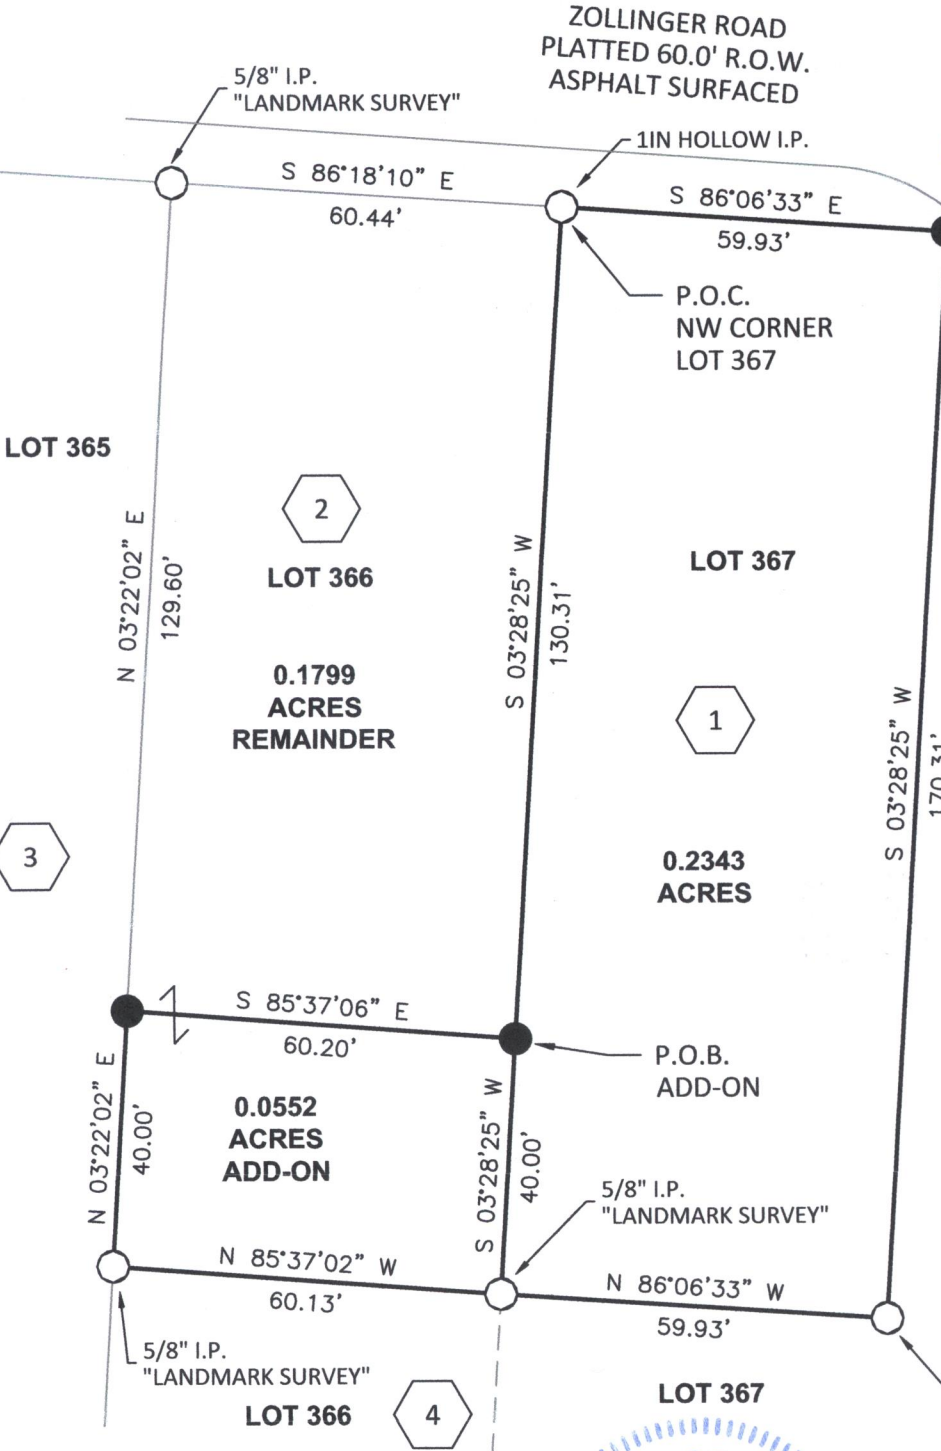 ZOLLINGER ROAD
PLATTED 60.0' R.O.W.
ASPHALT SURFACED
5/8" I.P.
"LANDMARK SURVEY"
1IN HOLLOW I.P.
S 86°18'10" E
60.44'
S 86°06'33" E
59.93'
P.O.C.
NW CORNER
LOT 367
LOT 365
2
LOT 366
N 03°22'02" E
129.60'
S 03°28'25" W
130.31'
LOT 367
0.1799
ACRES
REMAINDER
1
S 03°28'25" W
170.31'
3
0.2343
ACRES
S 85°37'06" E
60.20'
P.O.B.
ADD-ON
N 03°22'02" E
40.00'
0.0552
ACRES
ADD-ON
S 03°28'25" W
40.00'
5/8" I.P.
"LANDMARK SURVEY"
N 85°37'02" W
60.13'
N 86°06'33" W
59.93'
5/8" I.P.
"LANDMARK SURVEY"
LOT 366
4
LOT 367